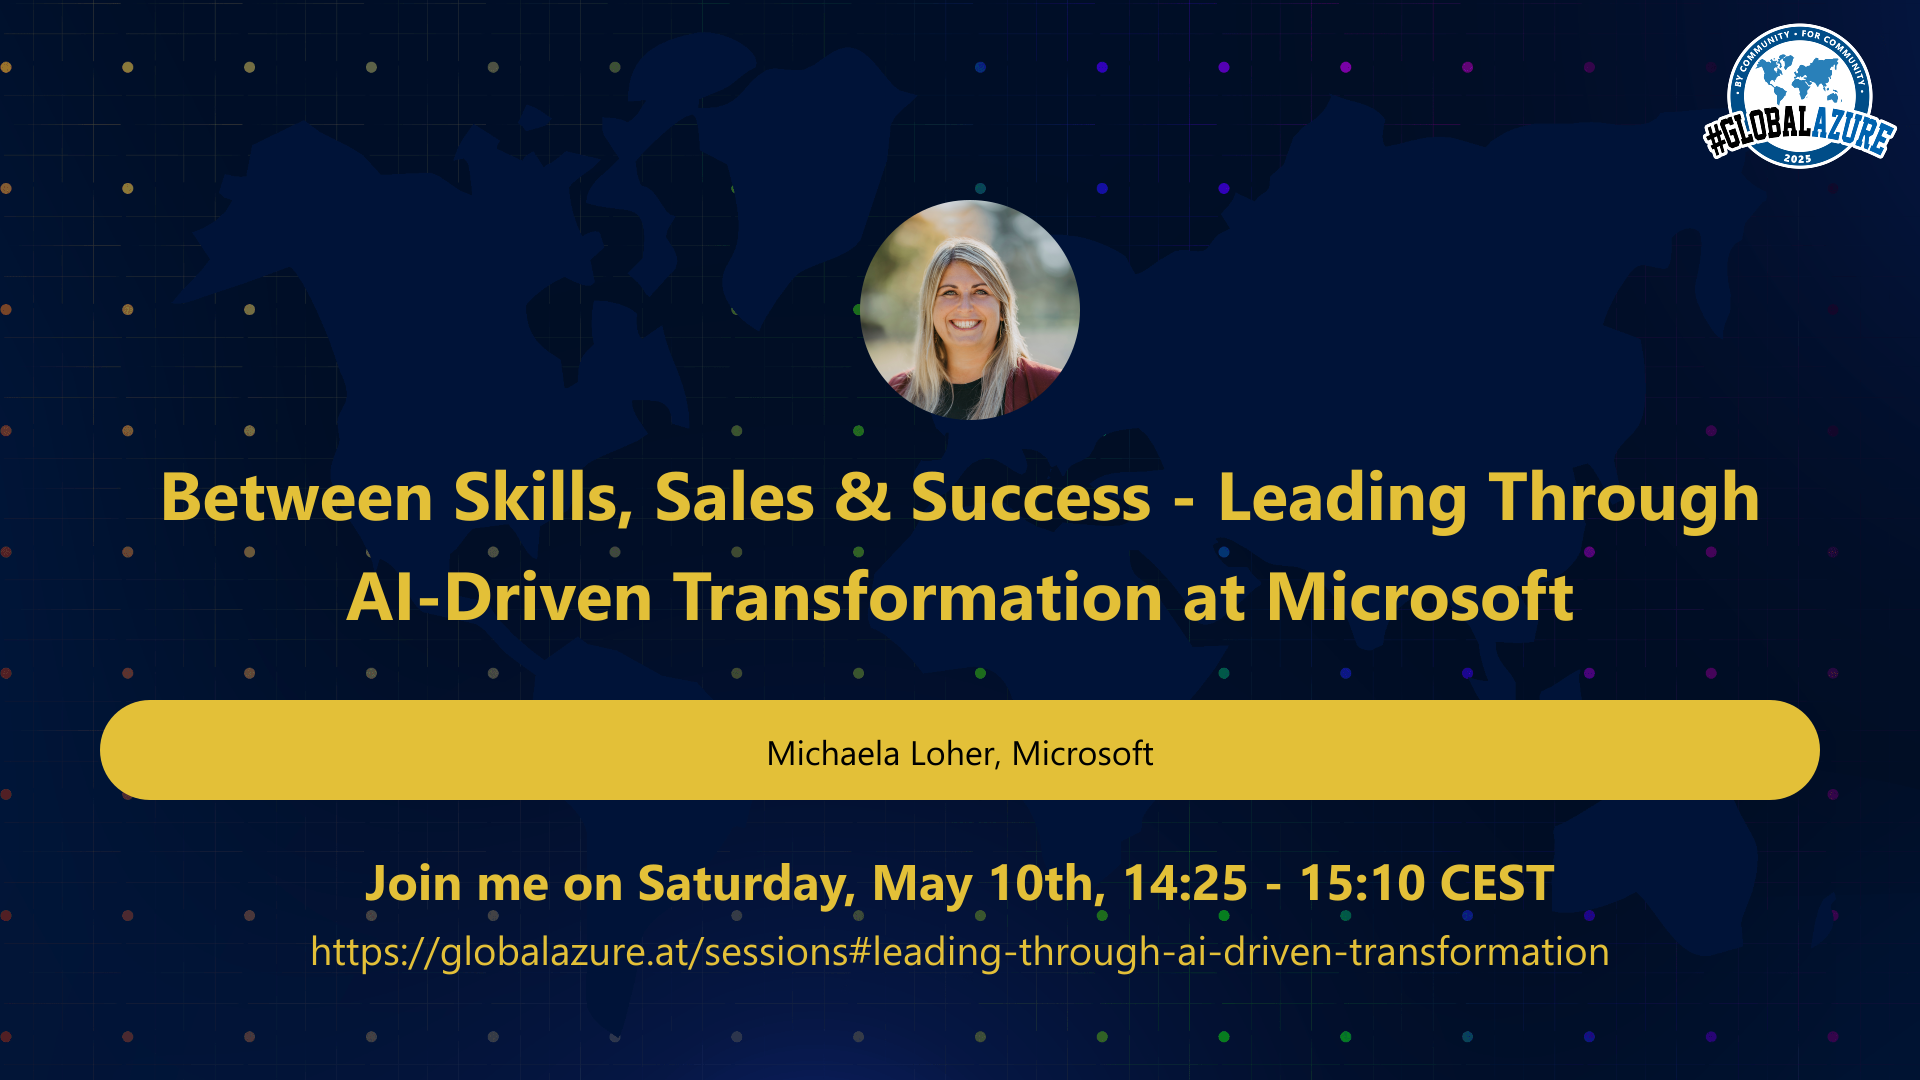 • BY COMMUNITY • FOR COMMUNITY •
#GLOBALAZURE
2025
Between Skills, Sales & Success - Leading Through
AI-Driven Transformation at Microsoft
Michaela Loher, Microsoft
Join me on Saturday, May 10th, 14:25 - 15:10 CEST
https://globalazure.at/sessions#leading-through-ai-driven-transformation